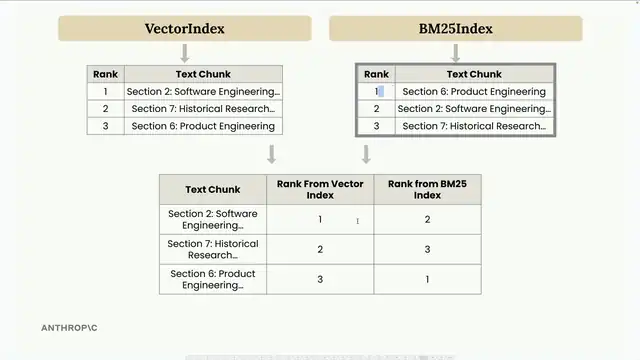 VectorIndex
BM25Index
Rank Text Chunk
1 Section 2: Software Engineering...
2 Section 7: Historical Research...
3 Section 6: Product Engineering
Rank Text Chunk
1 Section 6: Product Engineering
2 Section 2: Software Engineering...
3 Section 7: Historical Research...
Text Chunk
Rank From Vector
Index
Rank from BM25
Index
Section 2: Software
Engineering...
1
2
Section 7: Historical
Research...
2
3
Section 6: Product
Engineering...
3
1
ANTHROP\C